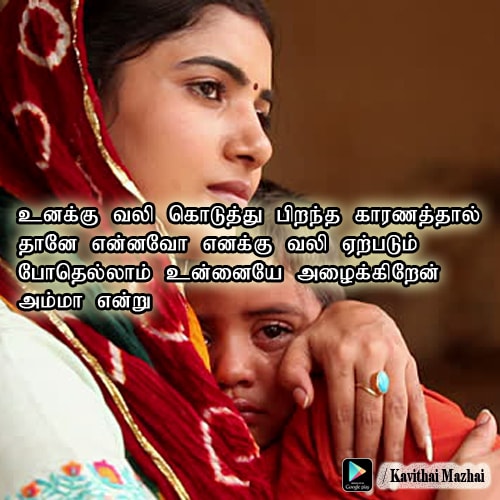 உனக்கு வலி கொடுத்து பிறந்த காரணத்தால்
தானே என்னவோ எனக்கு வலி ஏற்படும்
போதெல்லாம் உன்னையே அழைக்கிறேன்
அம்மா என்று
Google play
Kavithai Mazhai